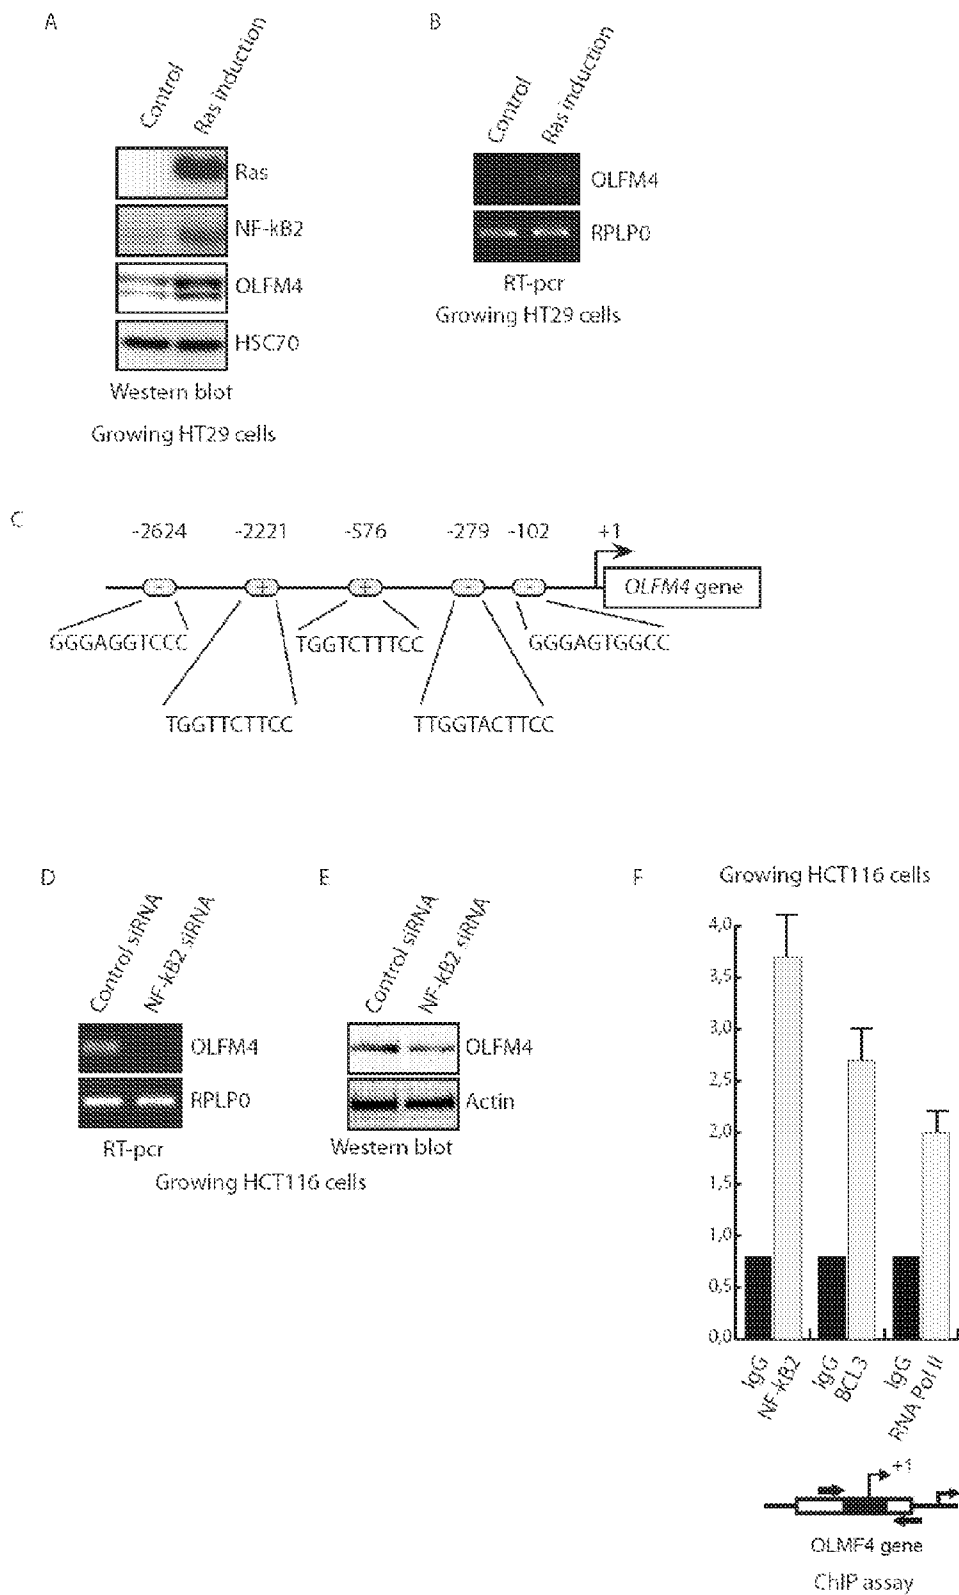 A
Control
Ras induction
Ras
NF-kB2
OLFM4
HSC70
Western blot
Growing HT29 cells
B
Control
Ras induction
OLFM4
RPLP0
RT-pcr
Growing HT29 cells
C
-2624 -2221 -576 -279 -102 +1
- + + - -
OLFM4 gene
GGGAGGTCCC TGGTCTTTCC GGGAGTGGCC
TGGTTCTTCC TTGGTACTTCC
D
Control siRNA
NF-kB2 siRNA
OLFM4
RPLP0
RT-pcr
E
Control siRNA
NF-kB2 siRNA
OLFM4
Actin
Western blot
Growing HCT116 cells
F
Growing HCT116 cells
4,0
3,5
3,0
2,5
2,0
1,5
1,0
0,5
0,0
IgG
NF-kB2
IgG
BCL3
IgG
RNA Pol II
+1
OLMF4 gene
ChIP assay